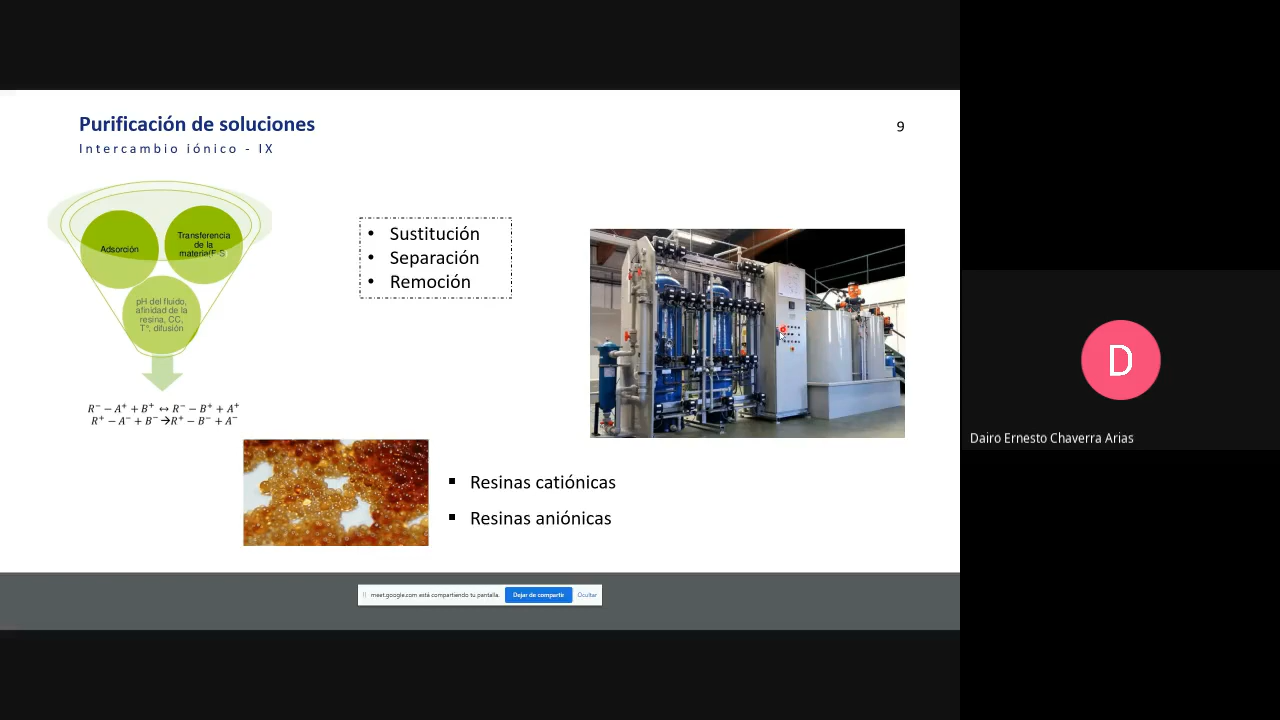 Purificación de soluciones
9
Intercambio iónico - IX
Adsorción
Transferencia
de la
materia(F-S)
pH del fluido,
afinidad de la
resina, CC,
T°, difusión
R⁻ − A⁺ + B⁺ ↔ R⁻ − B⁺ + A⁺
R⁺ − A⁻ + B⁻ → R⁺ − B⁻ + A⁻
• Sustitución
• Separación
• Remoción
▪ Resinas catiónicas
▪ Resinas aniónicas
meet.google.com está compartiendo tu pantalla.
Dejar de compartir
Ocultar
D
Dairo Ernesto Chaverra Arias